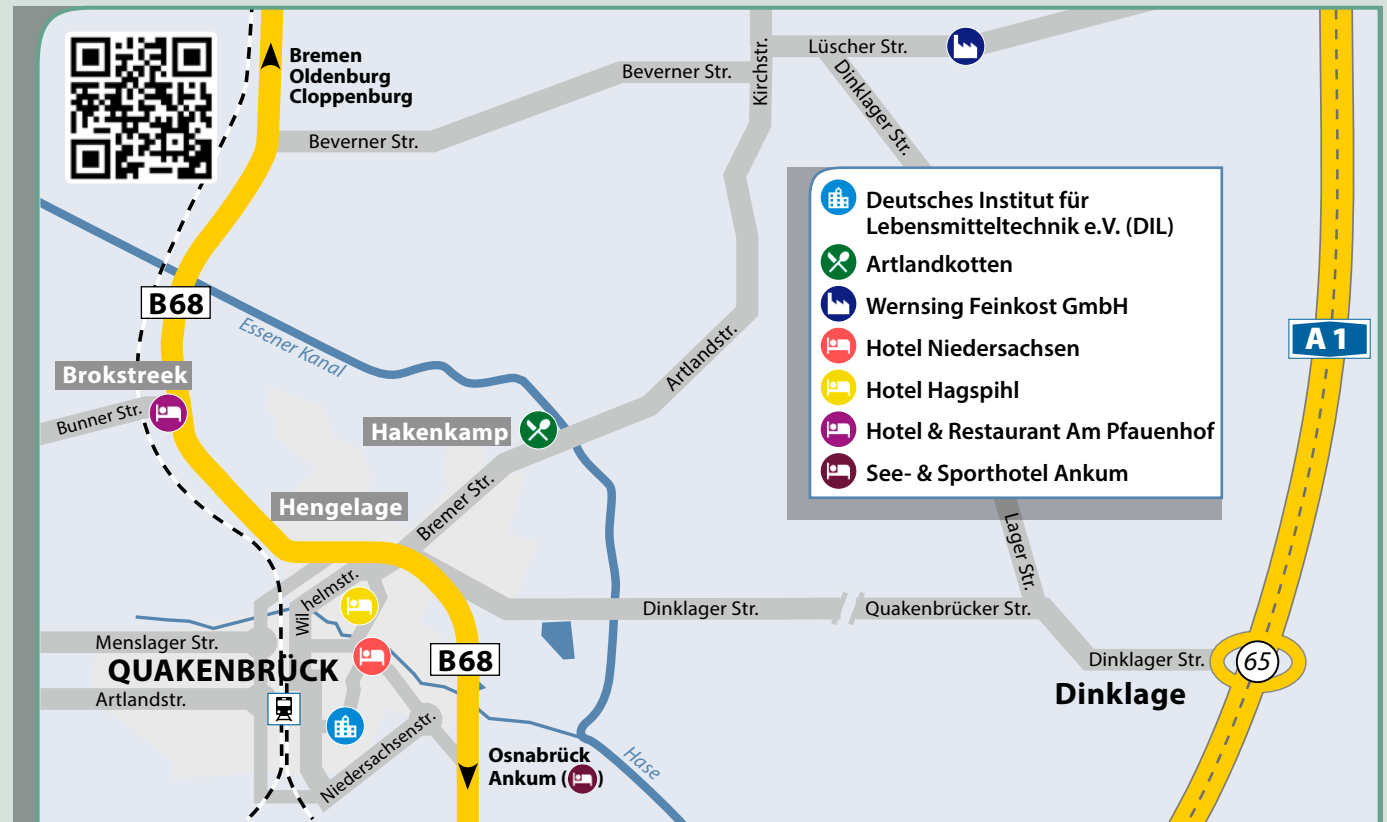 Bremen
Oldenburg
Cloppenburg
Beverner Str.
Beverner Str.
Kirchstr.
Lüscher Str.
Dinklager Str.
Deutsches Institut für
Lebensmitteltechnik e.V. (DIL)
Artlandkotten
Wernsing Feinkost GmbH
Hotel Niedersachsen
Hotel Hagspihl
Hotel & Restaurant Am Pfauenhof
See- & Sporthotel Ankum
B68
Essener Kanal
A 1
Artlandstr.
Brokstreek
Bunner Str.
Hakenkamp
Hengelage
Bremer Str.
Lager Str.
Wilhelmstr.
Dinklager Str.
Quakenbrücker Str.
Menslager Str.
QUAKENBRÜCK
B68
Dinklager Str.
65
Dinklage
Artlandstr.
Niedersachsenstr.
Osnabrück
Ankum ( )
Hase